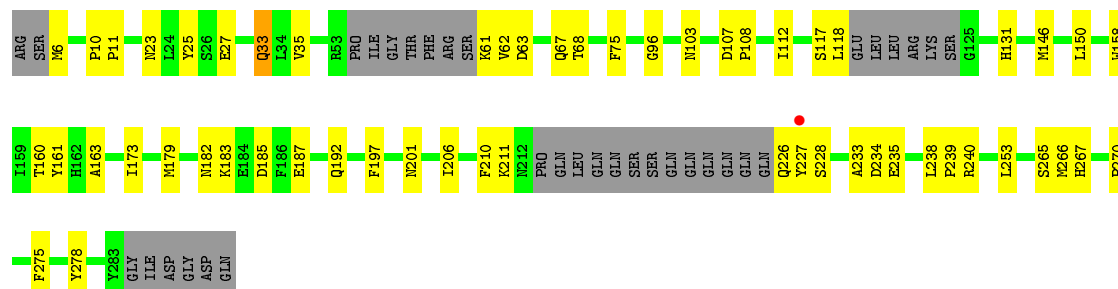 ARG SER M6 P10 P11 N23 L24 Y25 S26 E27 Q33 L34 V35 R53 PRO ILE GLY THR PHE ARG SER K61 V62 D63 Q67 T68 F75 G96 N103 D107 P108 I112 S117 L118 GLU LEU LEU ARG LYS SER G125 H131 M146 L150 W158
I159 T160 Y161 H162 A163 I173 M179 N182 K183 E184 D185 F186 E187 Q192 F197 N201 I206 F210 K211 N212 PRO GLN LEU GLN GLN SER SER GLN GLN GLN GLN GLN GLN Q226 Y227 S228 A233 D234 E235 L238 P239 R240 L253 S265 M266 H267
F275 Y278 Y283 GLY ILE ASP GLY ASP GLN